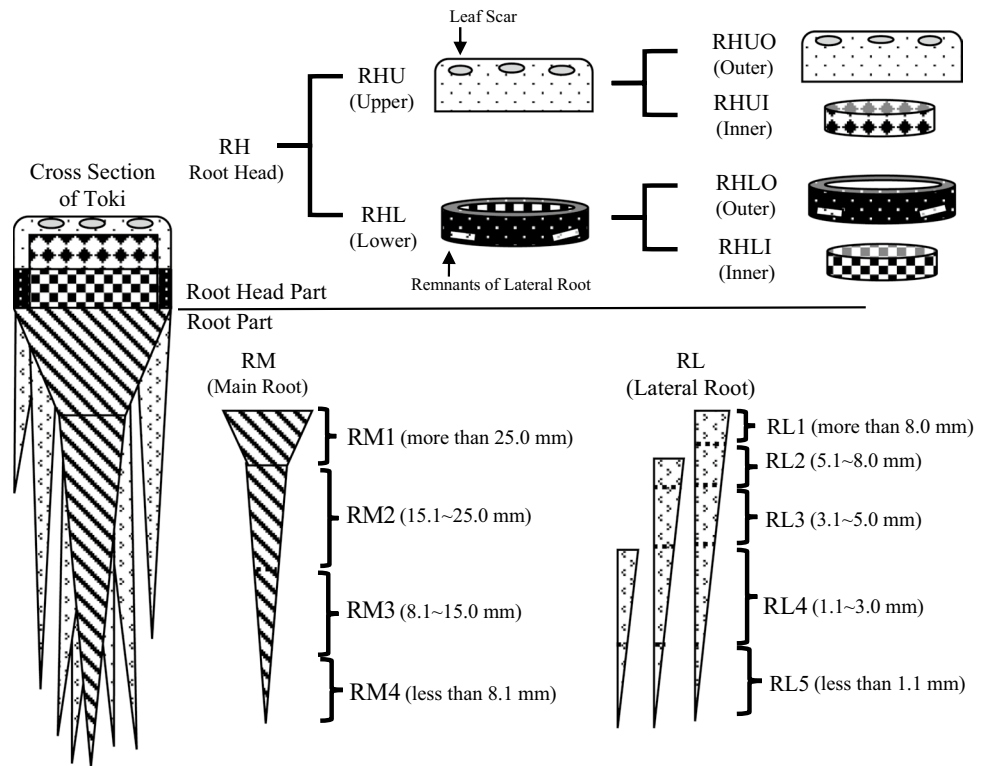 Leaf Scar
RHU
(Upper)
RHUO
(Outer)
RHUI
(Inner)
RH
Root Head)
Cross Section
of Toki
RHL
(Lower)
RHLO
(Outer)
RHLI
(Inner)
Remnants of Lateral Root
Root Head Part
Root Part
RM
(Main Root)
RM1 (more than 25.0 mm)
RM2 (15.1~25.0 mm)
RM3 (8.1~15.0 mm)
RM4 (less than 8.1 mm)
RL
(Lateral Root)
RL1 (more than 8.0 mm)
RL2 (5.1~8.0 mm)
RL3 (3.1~5.0 mm)
RL4 (1.1~3.0 mm)
RL5 (less than 1.1 mm)